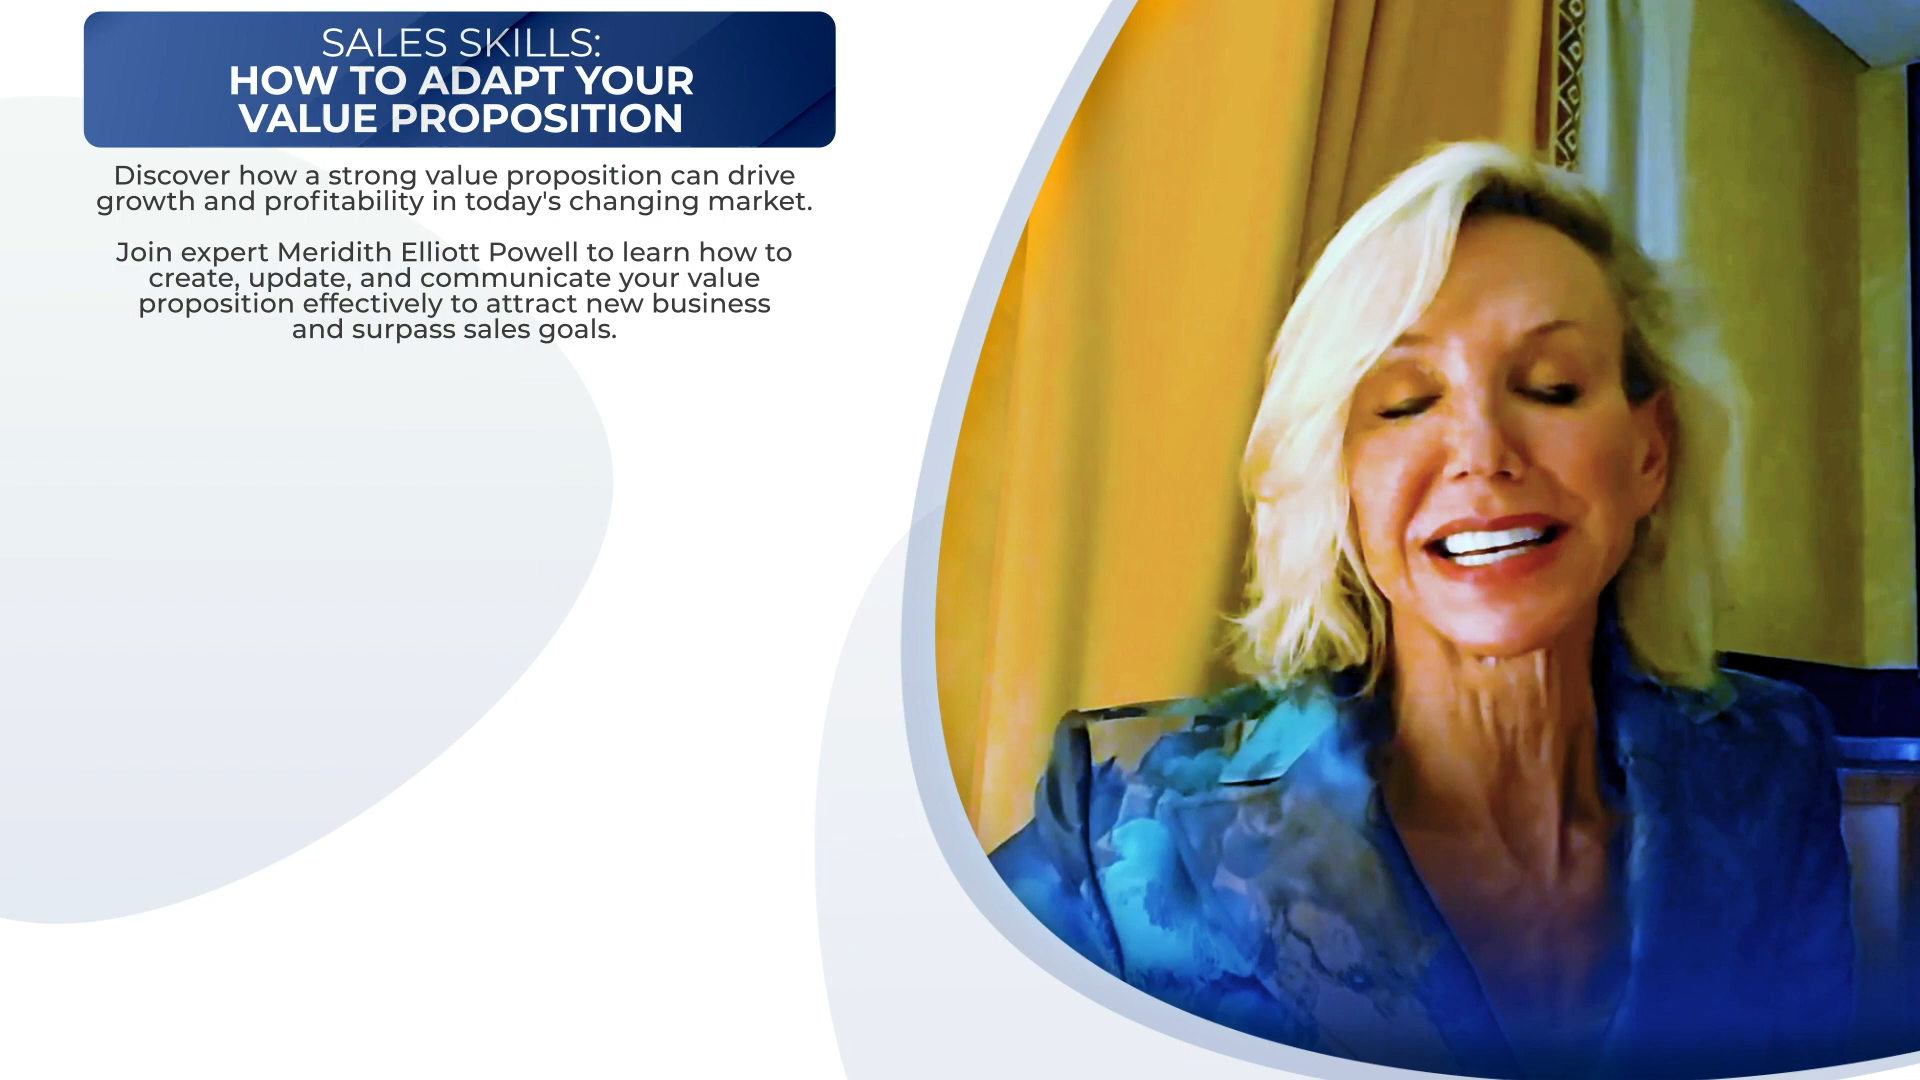 SALES SKILLS:
HOW TO ADAPT YOUR
VALUE PROPOSITION
Discover how a strong value proposition can drive
growth and profitability in today's changing market.
Join expert Meridith Elliott Powell to learn how to
create, update, and communicate your value
proposition effectively to attract new business
and surpass sales goals.